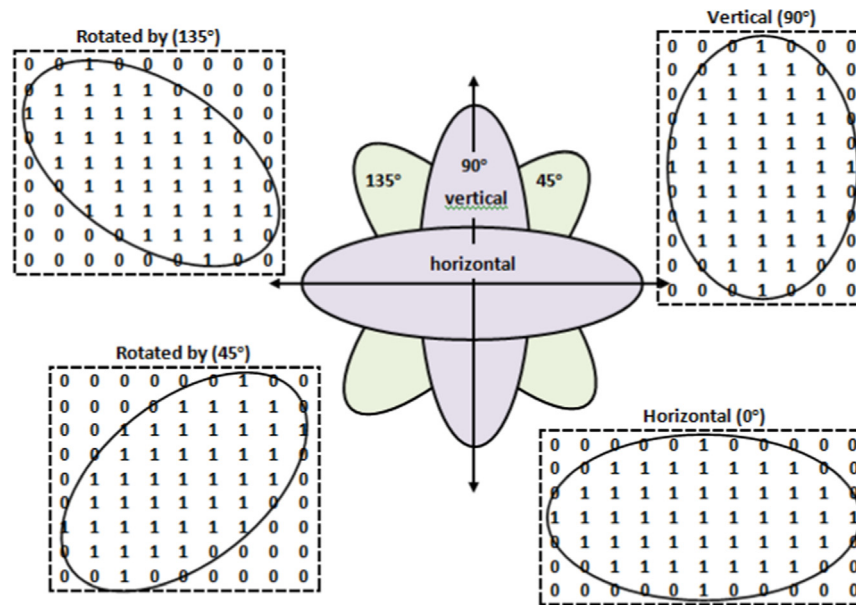 Rotated by (135°)
0 0 1 0 0 0 0 0 0
0 1 1 1 1 0 0 0 0
1 1 1 1 1 1 1 0 0
0 1 1 1 1 1 1 0 0
0 1 1 1 1 1 1 1 0
0 0 1 1 1 1 1 1 0
0 0 1 1 1 1 1 1 1
0 0 0 0 1 1 1 1 0
0 0 0 0 0 0 1 0 0
135°
90°
vertical
45°
horizontal
Vertical (90°)
0 0 0 1 0 0 0
0 0 1 1 1 0 0
0 1 1 1 1 1 0
0 1 1 1 1 1 0
0 1 1 1 1 1 0
1 1 1 1 1 1 1
0 1 1 1 1 1 0
0 1 1 1 1 1 0
0 1 1 1 1 1 0
0 0 1 1 1 0 0
0 0 0 1 0 0 0
Rotated by (45°)
0 0 0 0 0 0 1 0 0
0 0 0 0 1 1 1 1 0
0 0 1 1 1 1 1 1 1
0 0 1 1 1 1 1 1 0
0 1 1 1 1 1 1 1 0
0 1 1 1 1 1 1 0 0
1 1 1 1 1 1 1 0 0
0 1 1 1 1 0 0 0 0
0 0 1 0 0 0 0 0 0
Horizontal (0°)
0 0 0 0 0 1 0 0 0 0 0
0 0 1 1 1 1 1 1 1 0 0
0 1 1 1 1 1 1 1 1 1 0
1 1 1 1 1 1 1 1 1 1 1
0 1 1 1 1 1 1 1 1 1 0
0 0 1 1 1 1 1 1 1 0 0
0 0 0 0 0 1 0 0 0 0 0